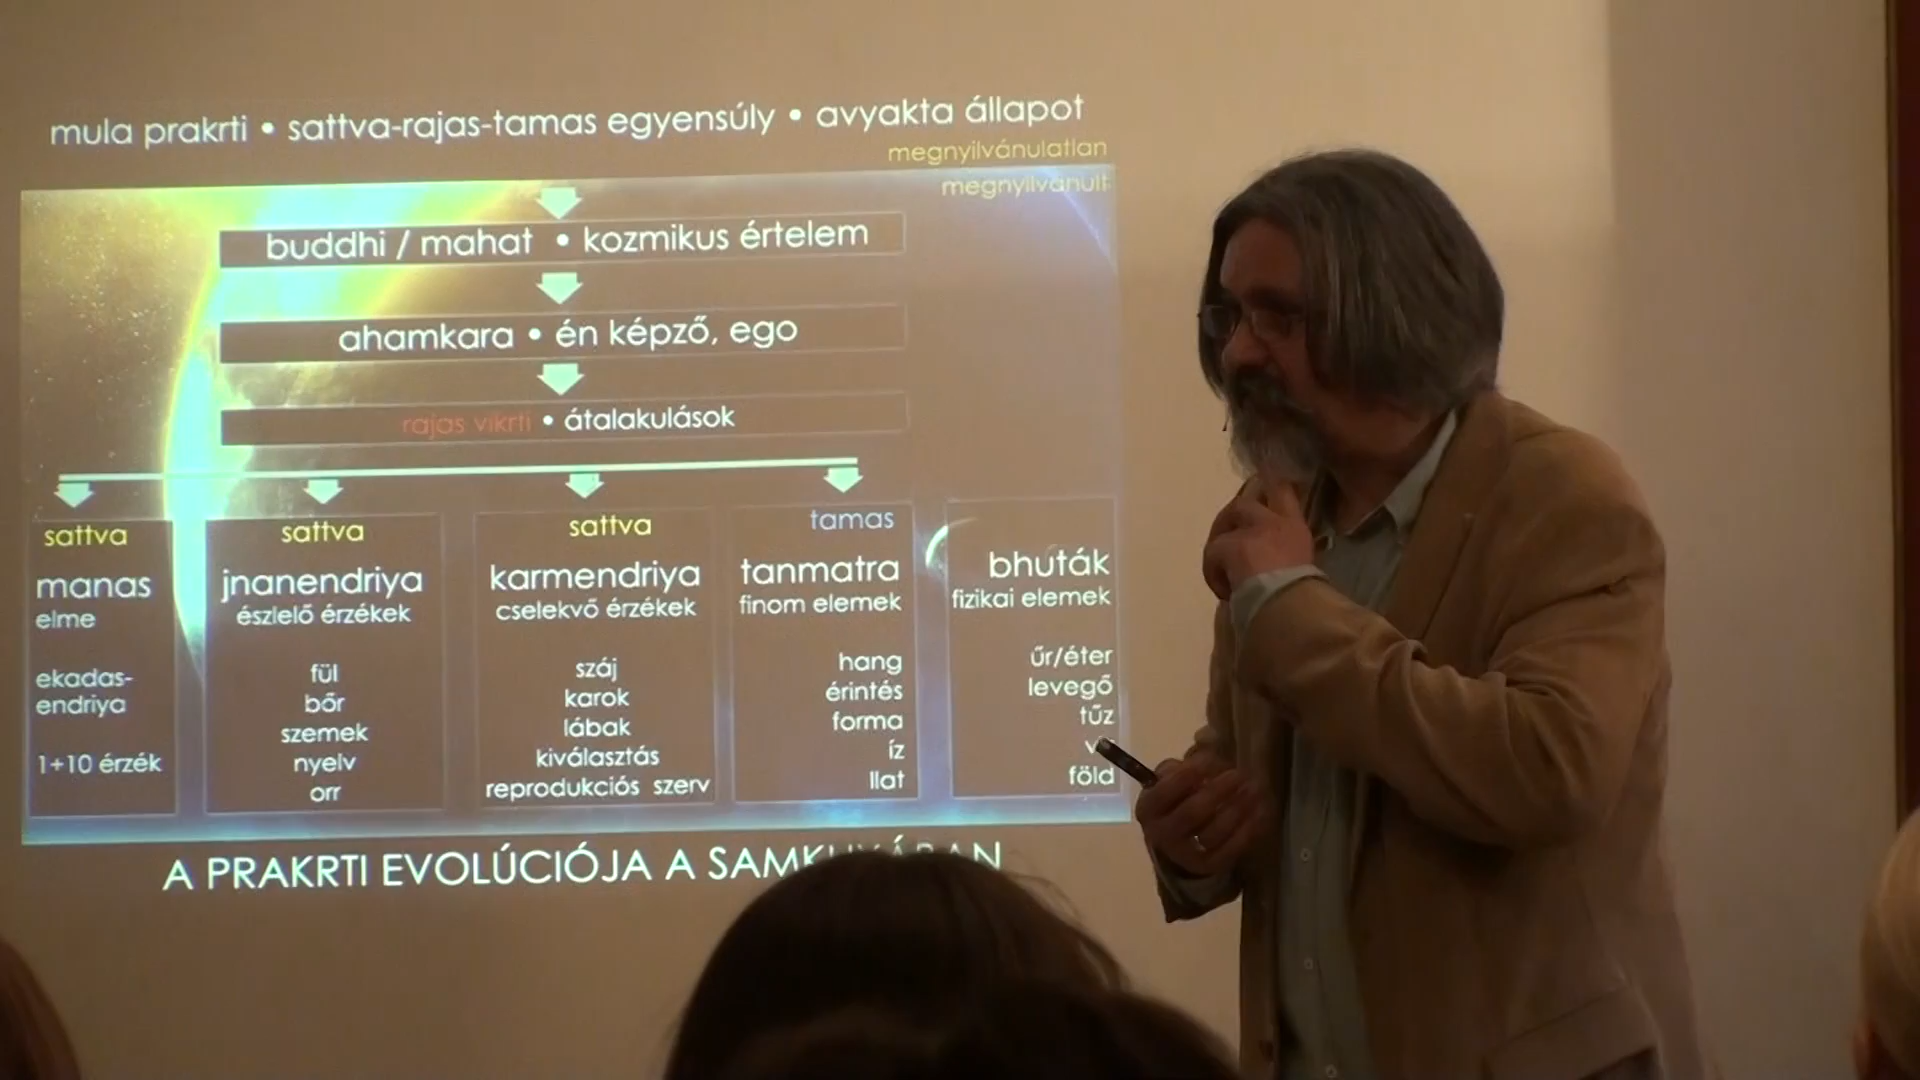 mula prakrti • sattva-rajas-tamas egyensúly • avyakta állapot
megnyilvánulatlan
megnyilvánult
buddhi / mahat • kozmikus értelem
ahamkara • én képző, ego
rajas vikrti • átalakulások
sattva
manas
elme
ekadas-
endriya
1+10 érzék
sattva
jnanendriya
észlelő érzékek
fül
bőr
szemek
nyelv
orr
sattva
karmendriya
cselekvő érzékek
száj
karok
lábak
kiválasztás
reprodukciós szerv
tamas
tanmatra
finom elemek
hang
érintés
forma
íz
llat
bhuták
fizikai elemek
űr/éter
levegő
tűz
föld
A PRAKRTI EVOLÚCIÓJA A